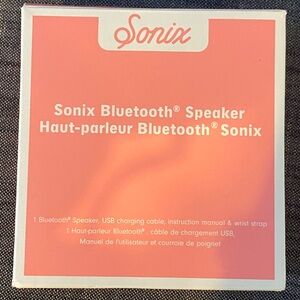 Sonix
Sonix Bluetooth® Speaker
Haut-parleur Bluetooth® Sonix
1 Bluetooth® Speaker, USB charging cable, instruction manual & wrist strap
1 Haut-parleur Bluetooth®, câble de chargement USB,
Manuel de l'utilisateur et courroie de poignet